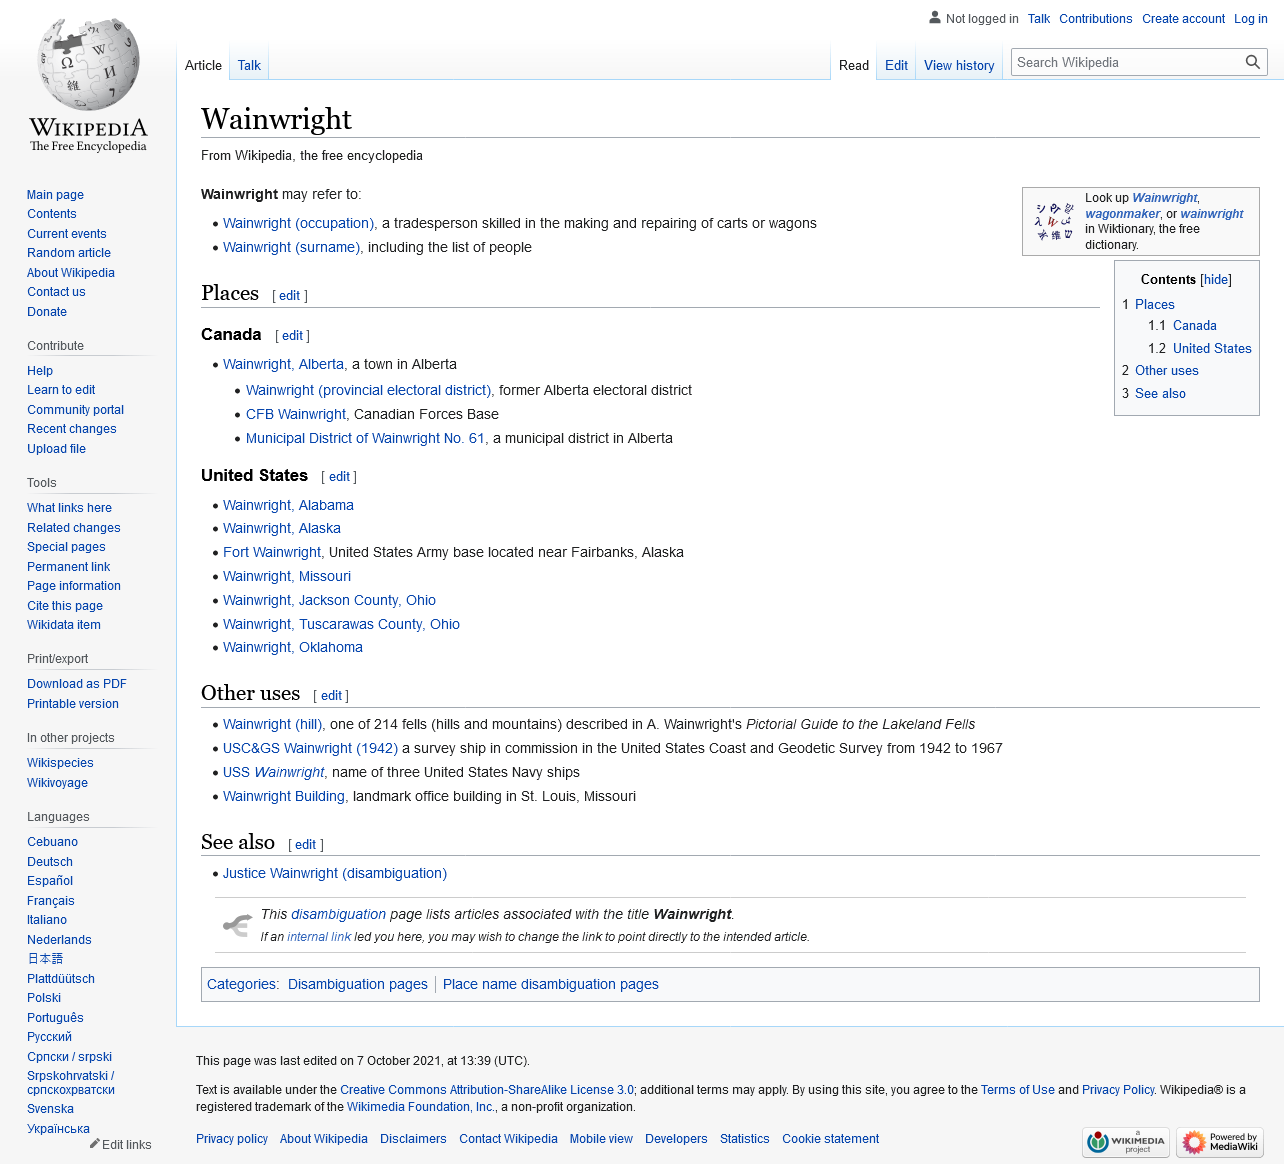 Not logged in Talk Contributions Create account Log in
Article Talk Read Edit View history Search Wikipedia
WIKIPEDIA
The Free Encyclopedia
Main page
Contents
Current events
Random article
About Wikipedia
Contact us
Donate
Contribute
Help
Learn to edit
Community portal
Recent changes
Upload file
Tools
What links here
Related changes
Special pages
Permanent link
Page information
Cite this page
Wikidata item
Print/export
Download as PDF
Printable version
In other projects
Wikispecies
Wikivoyage
Languages
Cebuano
Deutsch
Español
Français
Italiano
Nederlands
日本語
Plattdüütsch
Polski
Português
Русский
Српски / srpski
Srpskohrvatski /
српскохрватски
Svenska
Українська
Edit links
Wainwright
From Wikipedia, the free encyclopedia
Wainwright may refer to:
• Wainwright (occupation), a tradesperson skilled in the making and repairing of carts or wagons
• Wainwright (surname), including the list of people
Look up Wainwright,
wagonmaker, or wainwright
in Wiktionary, the free
dictionary.
Contents [hide]
1 Places
1.1 Canada
1.2 United States
2 Other uses
3 See also
Places [ edit ]
Canada [ edit ]
• Wainwright, Alberta, a town in Alberta
• Wainwright (provincial electoral district), former Alberta electoral district
• CFB Wainwright, Canadian Forces Base
• Municipal District of Wainwright No. 61, a municipal district in Alberta
United States [ edit ]
• Wainwright, Alabama
• Wainwright, Alaska
• Fort Wainwright, United States Army base located near Fairbanks, Alaska
• Wainwright, Missouri
• Wainwright, Jackson County, Ohio
• Wainwright, Tuscarawas County, Ohio
• Wainwright, Oklahoma
Other uses [ edit ]
• Wainwright (hill), one of 214 fells (hills and mountains) described in A. Wainwright's Pictorial Guide to the Lakeland Fells
• USC&GS Wainwright (1942) a survey ship in commission in the United States Coast and Geodetic Survey from 1942 to 1967
• USS Wainwright, name of three United States Navy ships
• Wainwright Building, landmark office building in St. Louis, Missouri
See also [ edit ]
• Justice Wainwright (disambiguation)
This disambiguation page lists articles associated with the title Wainwright.
If an internal link led you here, you may wish to change the link to point directly to the intended article.
Categories: Disambiguation pages | Place name disambiguation pages
This page was last edited on 7 October 2021, at 13:39 (UTC).
Text is available under the Creative Commons Attribution-ShareAlike License 3.0; additional terms may apply. By using this site, you agree to the Terms of Use and Privacy Policy. Wikipedia® is a
registered trademark of the Wikimedia Foundation, Inc., a non-profit organization.
Privacy policy About Wikipedia Disclaimers Contact Wikipedia Mobile view Developers Statistics Cookie statement
a
WIKIMEDIA
project
Powered by
MediaWiki